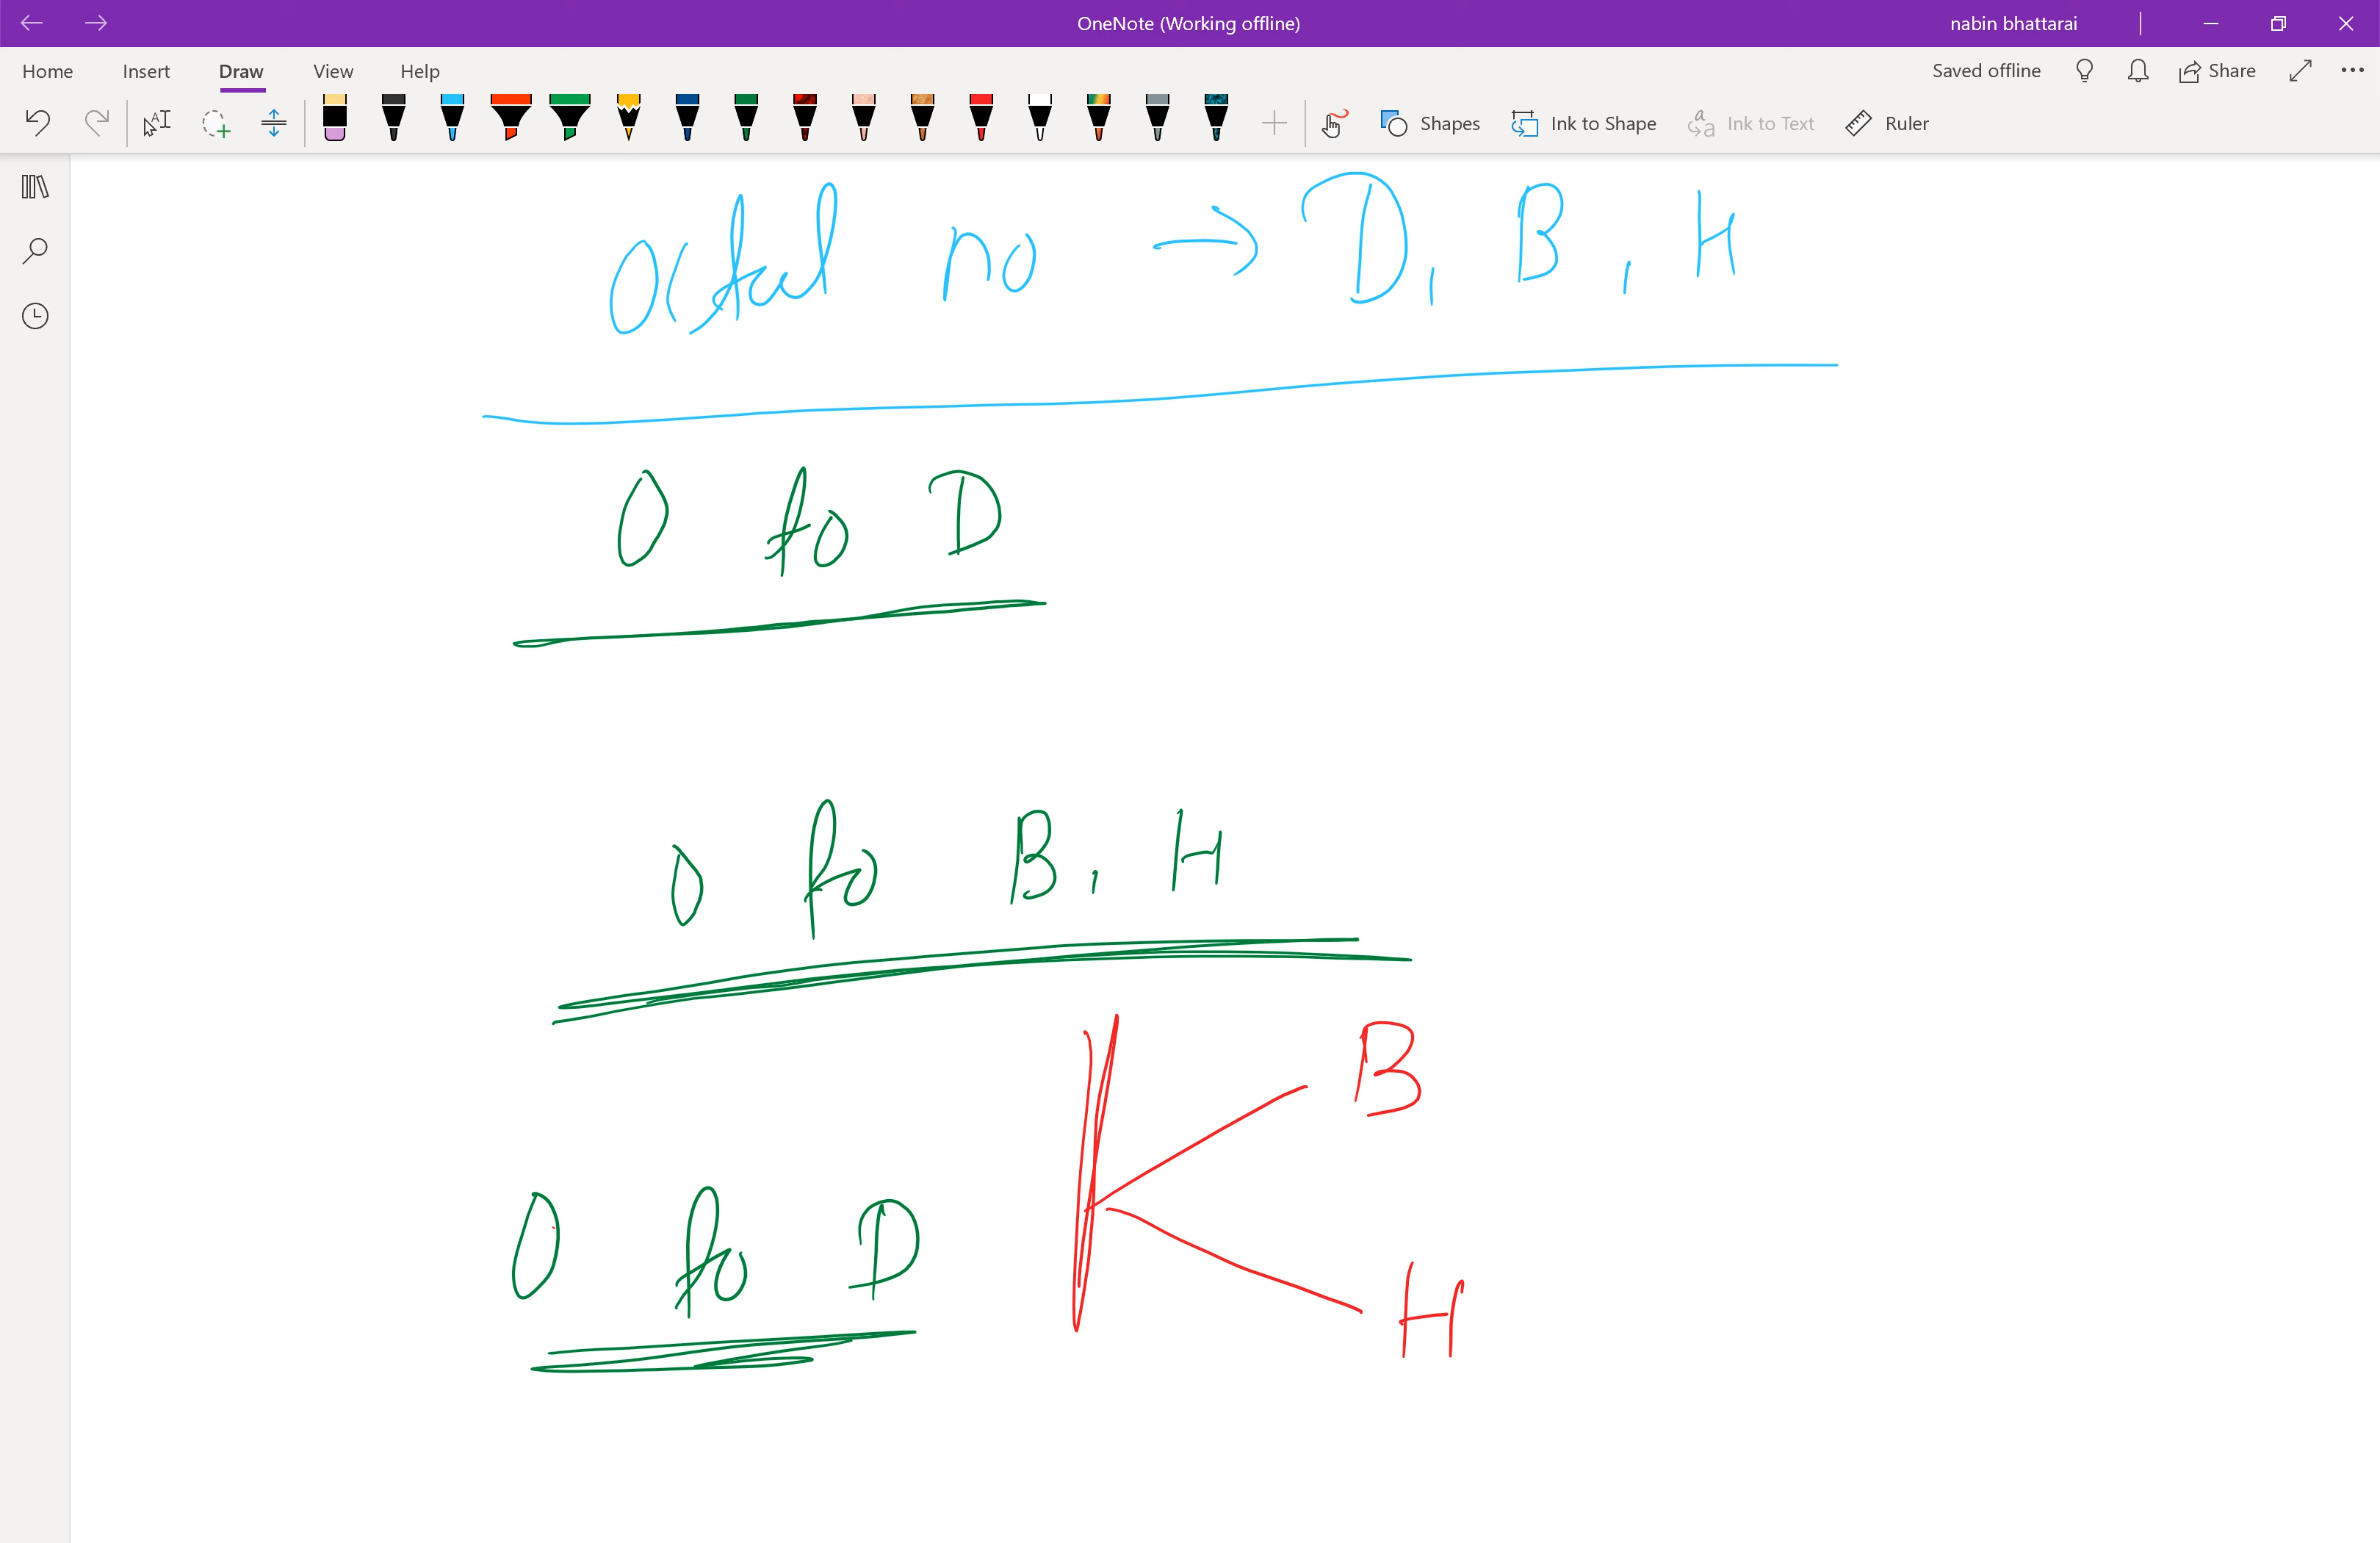 OneNote (Working offline) nabin bhattarai
Home Insert Draw View Help Saved offline Share
Shapes Ink to Shape Ink to Text Ruler
octal no → D, B, H
O to D
O to B, H
B
O to D
H